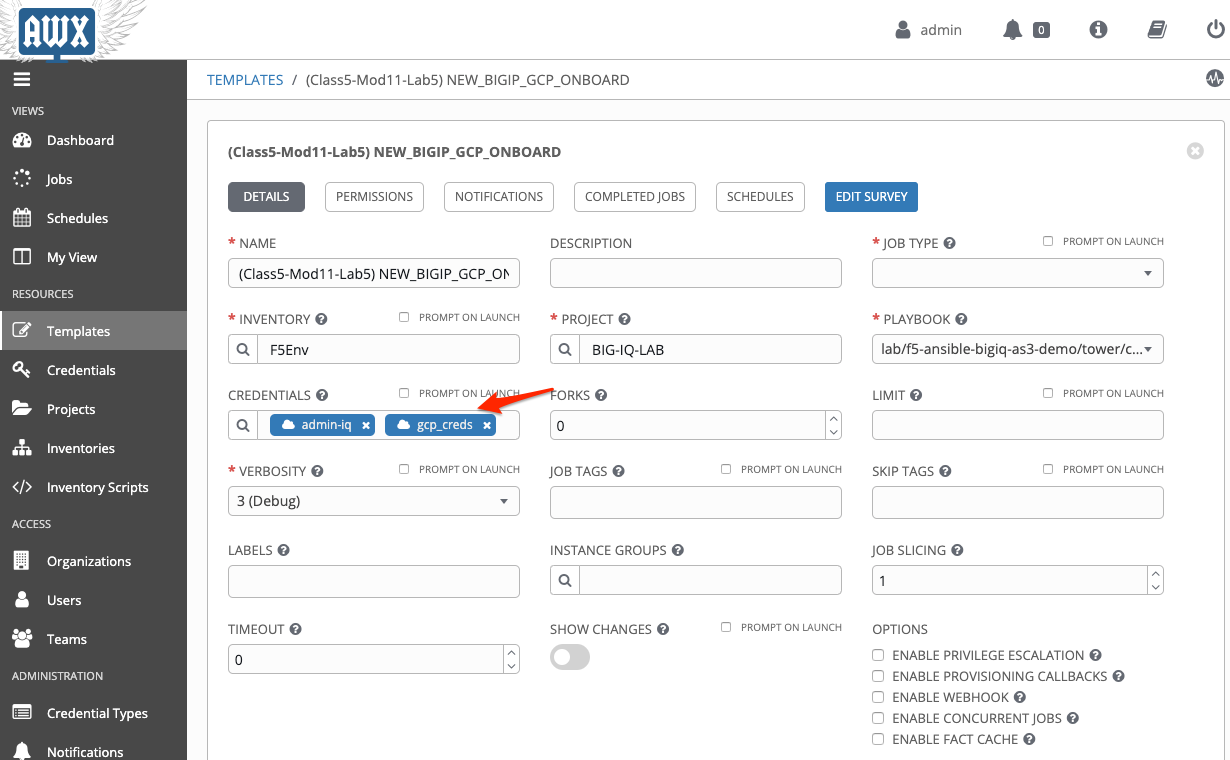 AWX
admin
0
TEMPLATES / (Class5-Mod11-Lab5) NEW_BIGIP_GCP_ONBOARD
VIEWS
Dashboard
Jobs
Schedules
My View
RESOURCES
Templates
Credentials
Projects
Inventories
Inventory Scripts
ACCESS
Organizations
Users
Teams
ADMINISTRATION
Credential Types
Notifications
(Class5-Mod11-Lab5) NEW_BIGIP_GCP_ONBOARD
DETAILS PERMISSIONS NOTIFICATIONS COMPLETED JOBS SCHEDULES EDIT SURVEY
* NAME
(Class5-Mod11-Lab5) NEW_BIGIP_GCP_ON
DESCRIPTION
* JOB TYPE PROMPT ON LAUNCH
* INVENTORY PROMPT ON LAUNCH
F5Env
* PROJECT
BIG-IQ-LAB
* PLAYBOOK
lab/f5-ansible-bigiq-as3-demo/tower/c...
CREDENTIALS PROMPT ON LAUNCH
admin-iq x gcp_creds x
FORKS
0
LIMIT PROMPT ON LAUNCH
* VERBOSITY PROMPT ON LAUNCH
3 (Debug)
JOB TAGS PROMPT ON LAUNCH
SKIP TAGS PROMPT ON LAUNCH
LABELS
INSTANCE GROUPS
JOB SLICING
1
TIMEOUT
0
SHOW CHANGES PROMPT ON LAUNCH
OPTIONS
ENABLE PRIVILEGE ESCALATION
ENABLE PROVISIONING CALLBACKS
ENABLE WEBHOOK
ENABLE CONCURRENT JOBS
ENABLE FACT CACHE